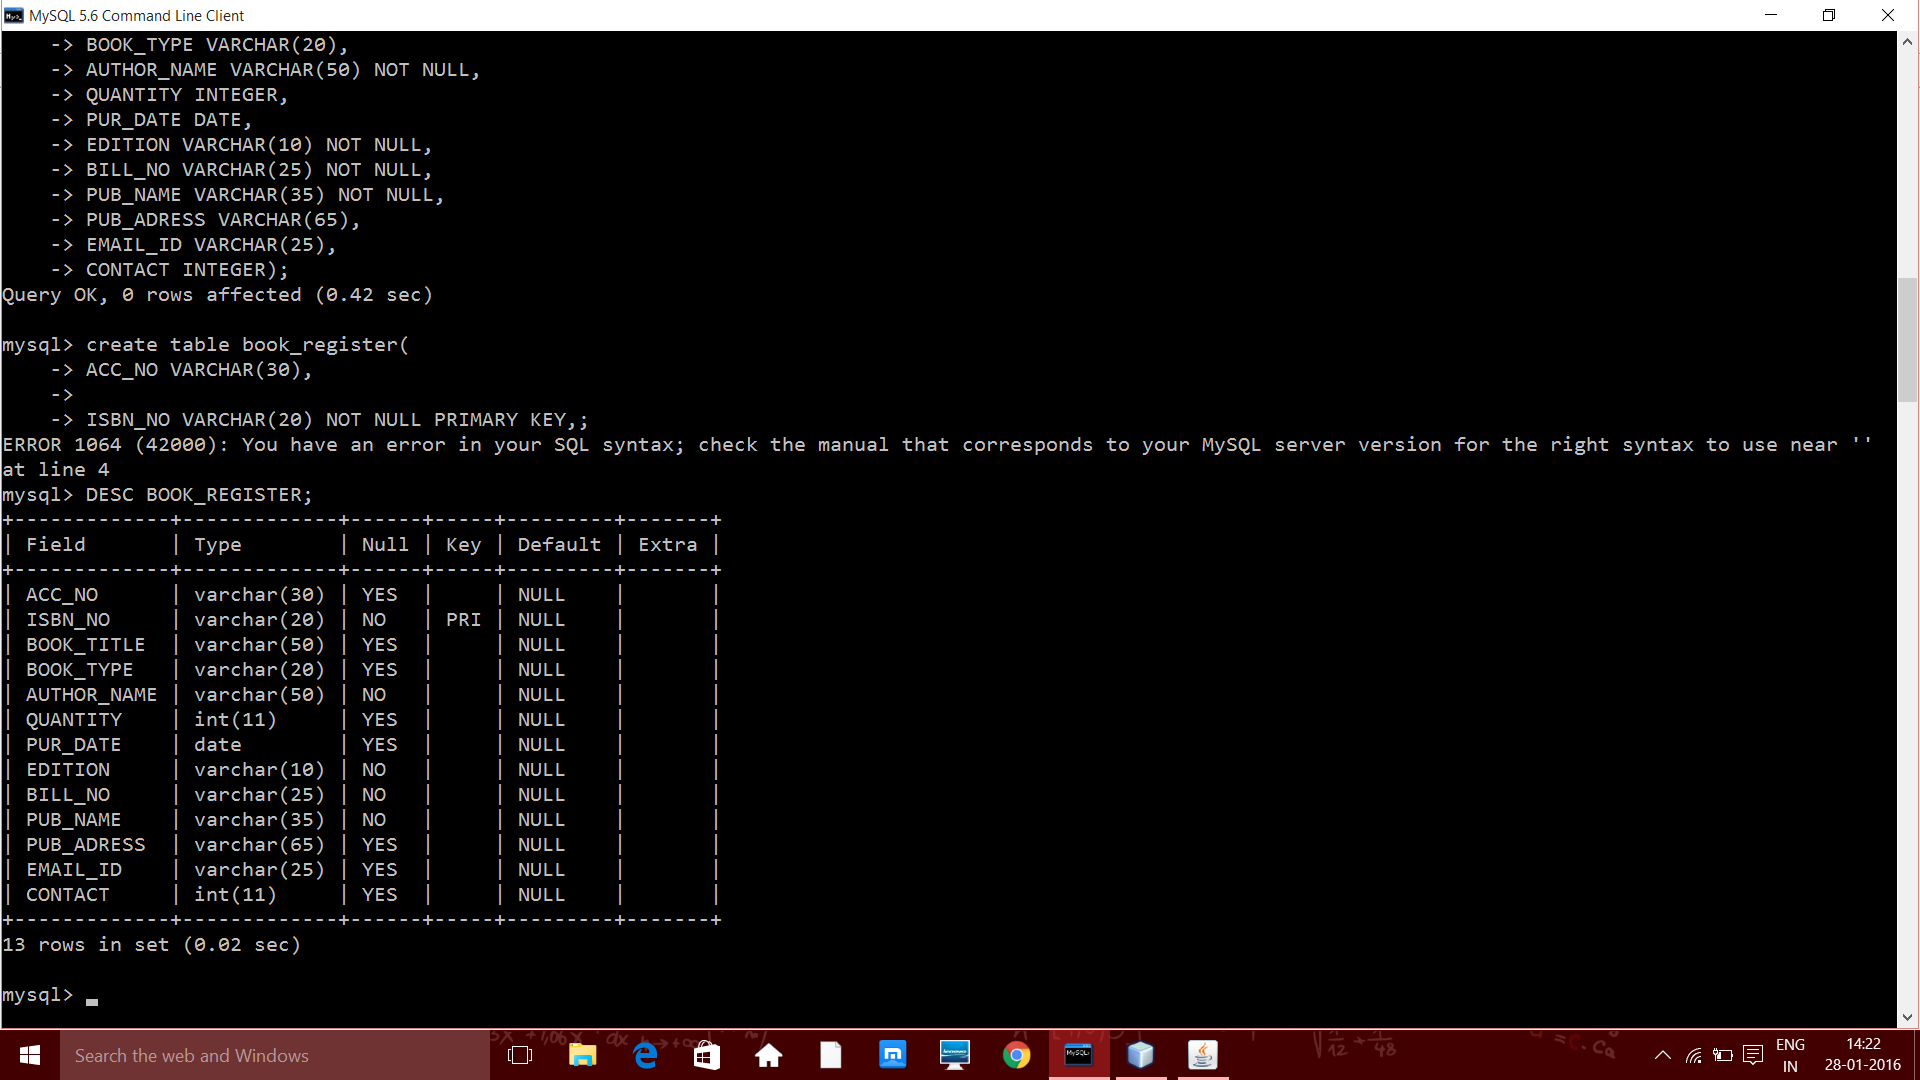 MySQL 5.6 Command Line Client
    -> BOOK_TYPE VARCHAR(20),
    -> AUTHOR_NAME VARCHAR(50) NOT NULL,
    -> QUANTITY INTEGER,
    -> PUR_DATE DATE,
    -> EDITION VARCHAR(10) NOT NULL,
    -> BILL_NO VARCHAR(25) NOT NULL,
    -> PUB_NAME VARCHAR(35) NOT NULL,
    -> PUB_ADRESS VARCHAR(65),
    -> EMAIL_ID VARCHAR(25),
    -> CONTACT INTEGER);
Query OK, 0 rows affected (0.42 sec)
mysql> create table book_register(
    -> ACC_NO VARCHAR(30),
    ->
    -> ISBN_NO VARCHAR(20) NOT NULL PRIMARY KEY,;
ERROR 1064 (42000): You have an error in your SQL syntax; check the manual that corresponds to your MySQL server version for the right syntax to use near ''
at line 4
mysql> DESC BOOK_REGISTER;
+-------------+-------------+------+-----+---------+-------+
| Field       | Type        | Null | Key | Default | Extra |
+-------------+-------------+------+-----+---------+-------+
| ACC_NO      | varchar(30) | YES  |     | NULL    |       |
| ISBN_NO     | varchar(20) | NO   | PRI | NULL    |       |
| BOOK_TITLE  | varchar(50) | YES  |     | NULL    |       |
| BOOK_TYPE   | varchar(20) | YES  |     | NULL    |       |
| AUTHOR_NAME | varchar(50) | NO   |     | NULL    |       |
| QUANTITY    | int(11)     | YES  |     | NULL    |       |
| PUR_DATE    | date        | YES  |     | NULL    |       |
| EDITION     | varchar(10) | NO   |     | NULL    |       |
| BILL_NO     | varchar(25) | NO   |     | NULL    |       |
| PUB_NAME    | varchar(35) | NO   |     | NULL    |       |
| PUB_ADRESS  | varchar(65) | YES  |     | NULL    |       |
| EMAIL_ID    | varchar(25) | YES  |     | NULL    |       |
| CONTACT     | int(11)     | YES  |     | NULL    |       |
+-------------+-------------+------+-----+---------+-------+
13 rows in set (0.02 sec)
mysql>
Search the web and Windows
ENG
IN
14:22
28-01-2016